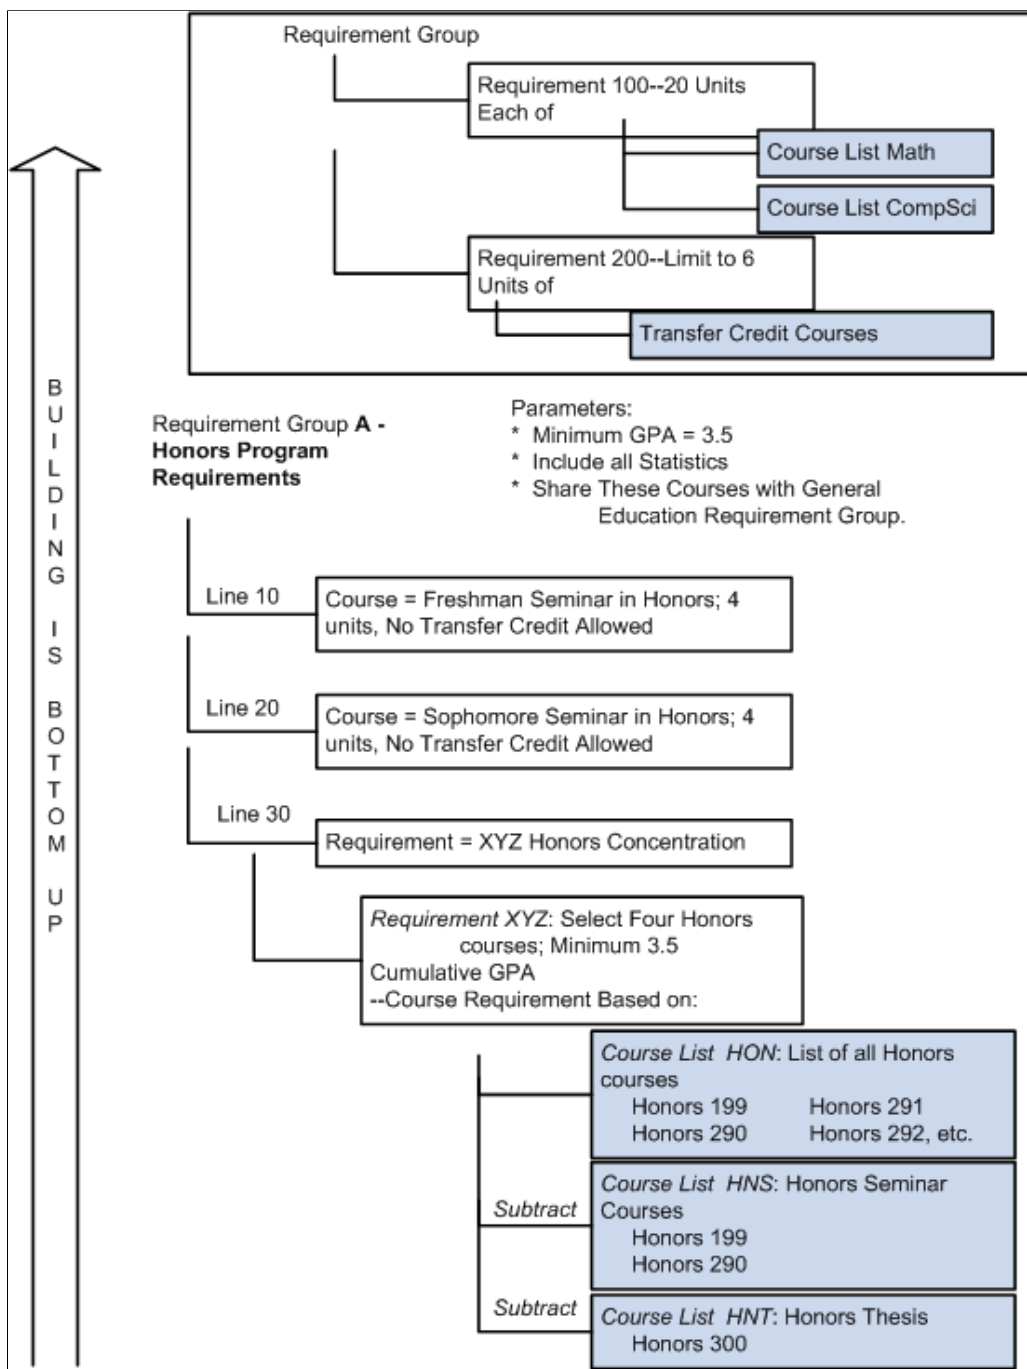 Requirement Group
Requirement 100--20 Units
Each of
Course List Math
Course List CompSci
Requirement 200--Limit to 6
Units of
Transfer Credit Courses
BUILDING IS BOTTOM UP
Requirement Group A -
Honors Program
Requirements
Parameters:
* Minimum GPA = 3.5
* Include all Statistics
* Share These Courses with General
Education Requirement Group.
Line 10
Course = Freshman Seminar in Honors; 4
units, No Transfer Credit Allowed
Line 20
Course = Sophomore Seminar in Honors; 4
units, No Transfer Credit Allowed
Line 30
Requirement = XYZ Honors Concentration
Requirement XYZ: Select Four Honors
courses; Minimum 3.5
Cumulative GPA
--Course Requirement Based on:
Course List HON: List of all Honors
courses
Honors 199 Honors 291
Honors 290 Honors 292, etc.
Subtract
Course List HNS: Honors Seminar
Courses
Honors 199
Honors 290
Subtract
Course List HNT: Honors Thesis
Honors 300